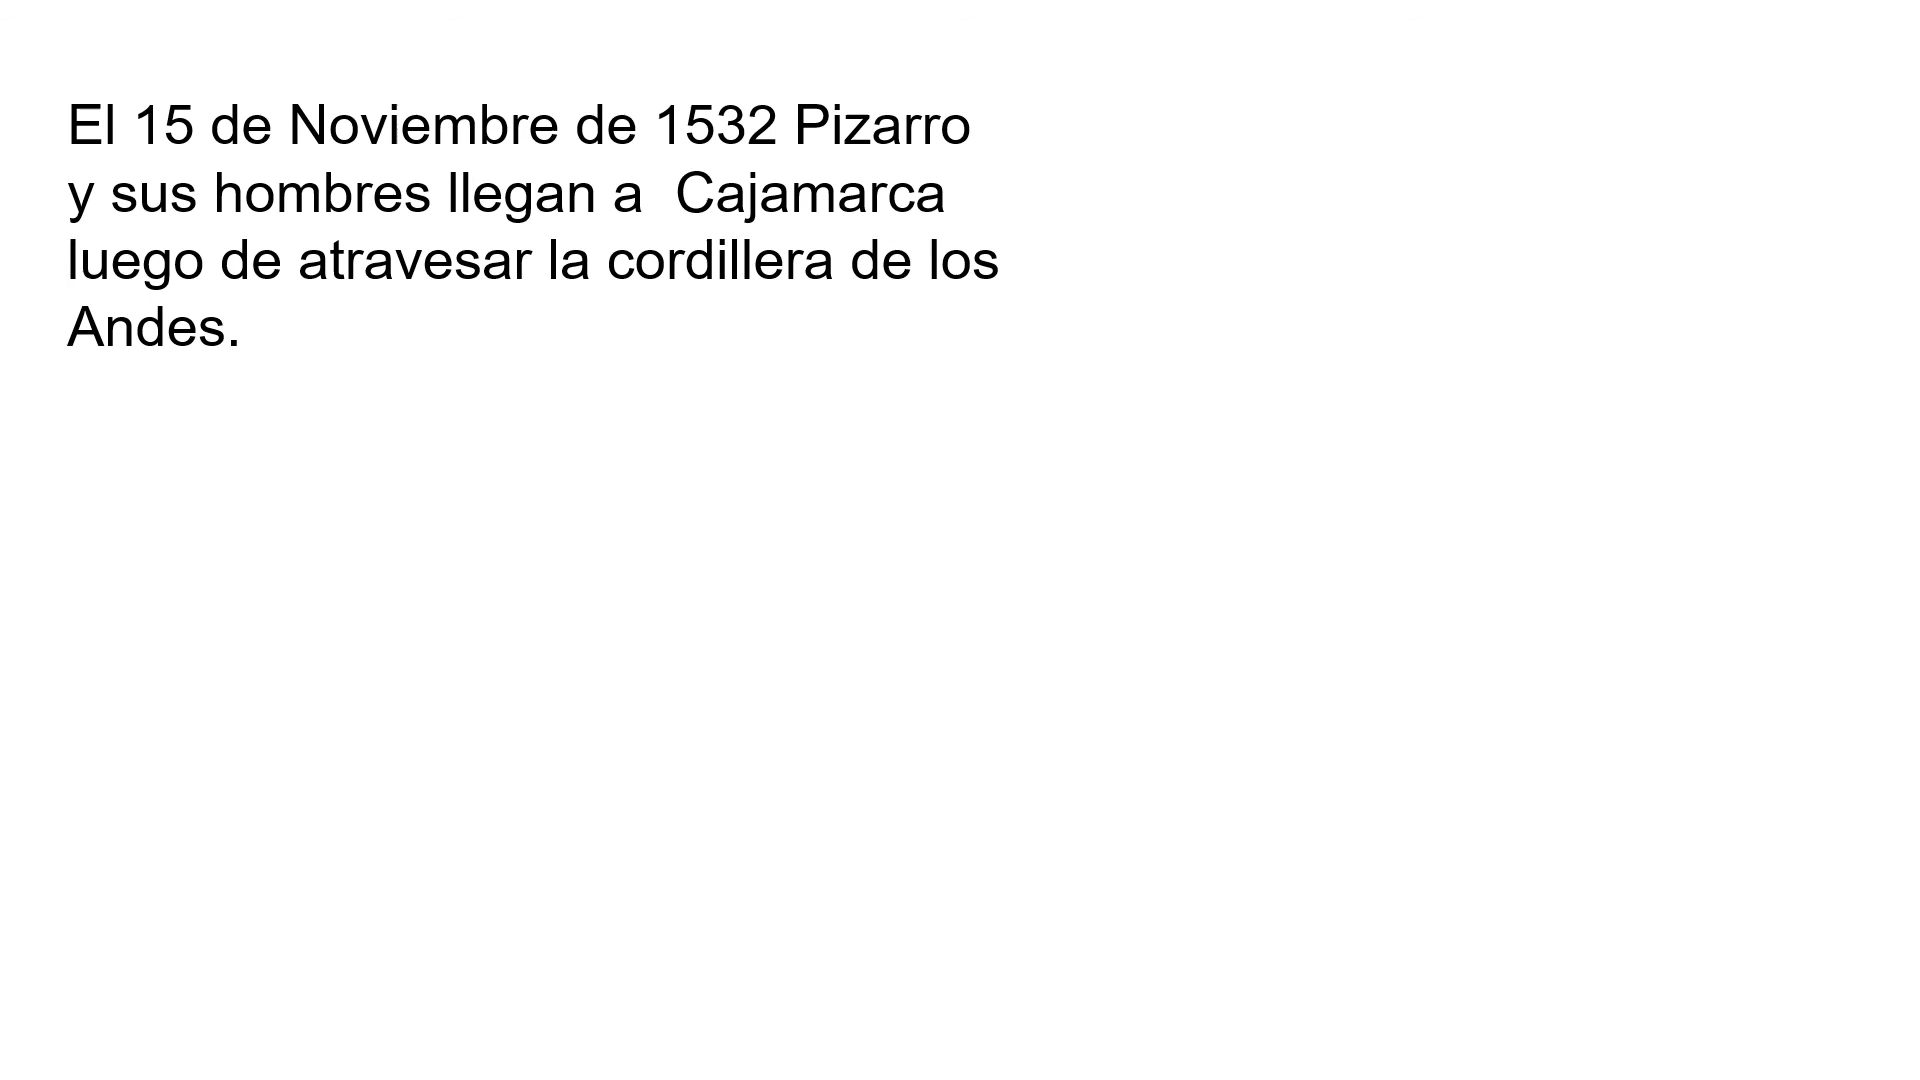 El 15 de Noviembre de 1532 Pizarro
y sus hombres llegan a  Cajamarca
luego de atravesar la cordillera de los
Andes.